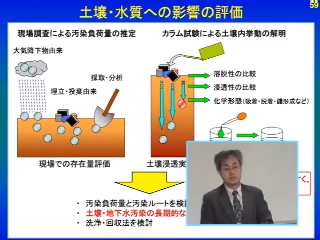 59
土壌・水質への影響の評価
現場調査による汚染負荷量の推定
カラム試験による土壌内挙動の解明
大気降下物由来
採取・分析
埋立・投棄由来
溶脱性の比較
浸透性の比較
化学形態(吸着・脱着・錯形成など)
現場での存在量評価
土壌浸透実
・ 汚染負荷量と汚染ルートを検
・ 土壌・地下水汚染の長期的な
・ 洗浄・回収法を検討